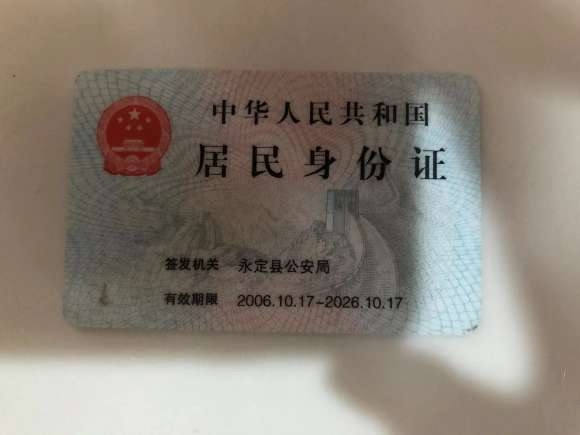 中华人民共和国
居民身份证
签发机关 永定县公安局
有效期限 2006.10.17-2026.10.17